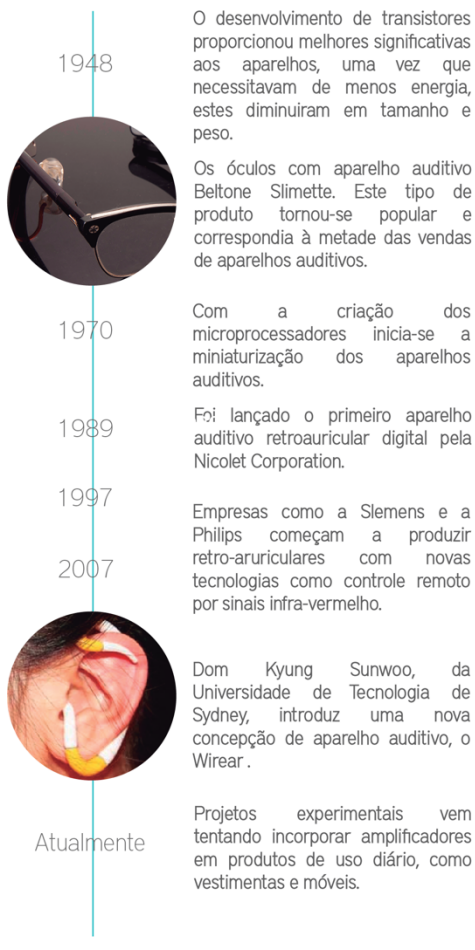 1948
O desenvolvimento de transistores
proporcionou melhores significativas
aos aparelhos, uma vez que
necessitavam de menos energia,
estes diminuiram em tamanho e
peso.
Os óculos com aparelho auditivo
Beltone Slimette. Este tipo de
produto tornou-se popular e
correspondia à metade das vendas
de aparelhos auditivos.
1970
Com a criação dos
microprocessadores inicia-se a
miniaturização dos aparelhos
auditivos.
1989
Foi lançado o primeiro aparelho
auditivo retroauricular digital pela
Nicolet Corporation.
1997
Empresas como a Slemens e a
Philips começam a produzir
retro-aruriculares com novas
tecnologias como controle remoto
por sinais infra-vermelho.
2007
Dom Kyung Sunwoo, da
Universidade de Tecnologia de
Sydney, introduz uma nova
concepção de aparelho auditivo, o
Wirear .
Atualmente
Projetos experimentais vem
tentando incorporar amplificadores
em produtos de uso diário, como
vestimentas e móveis.